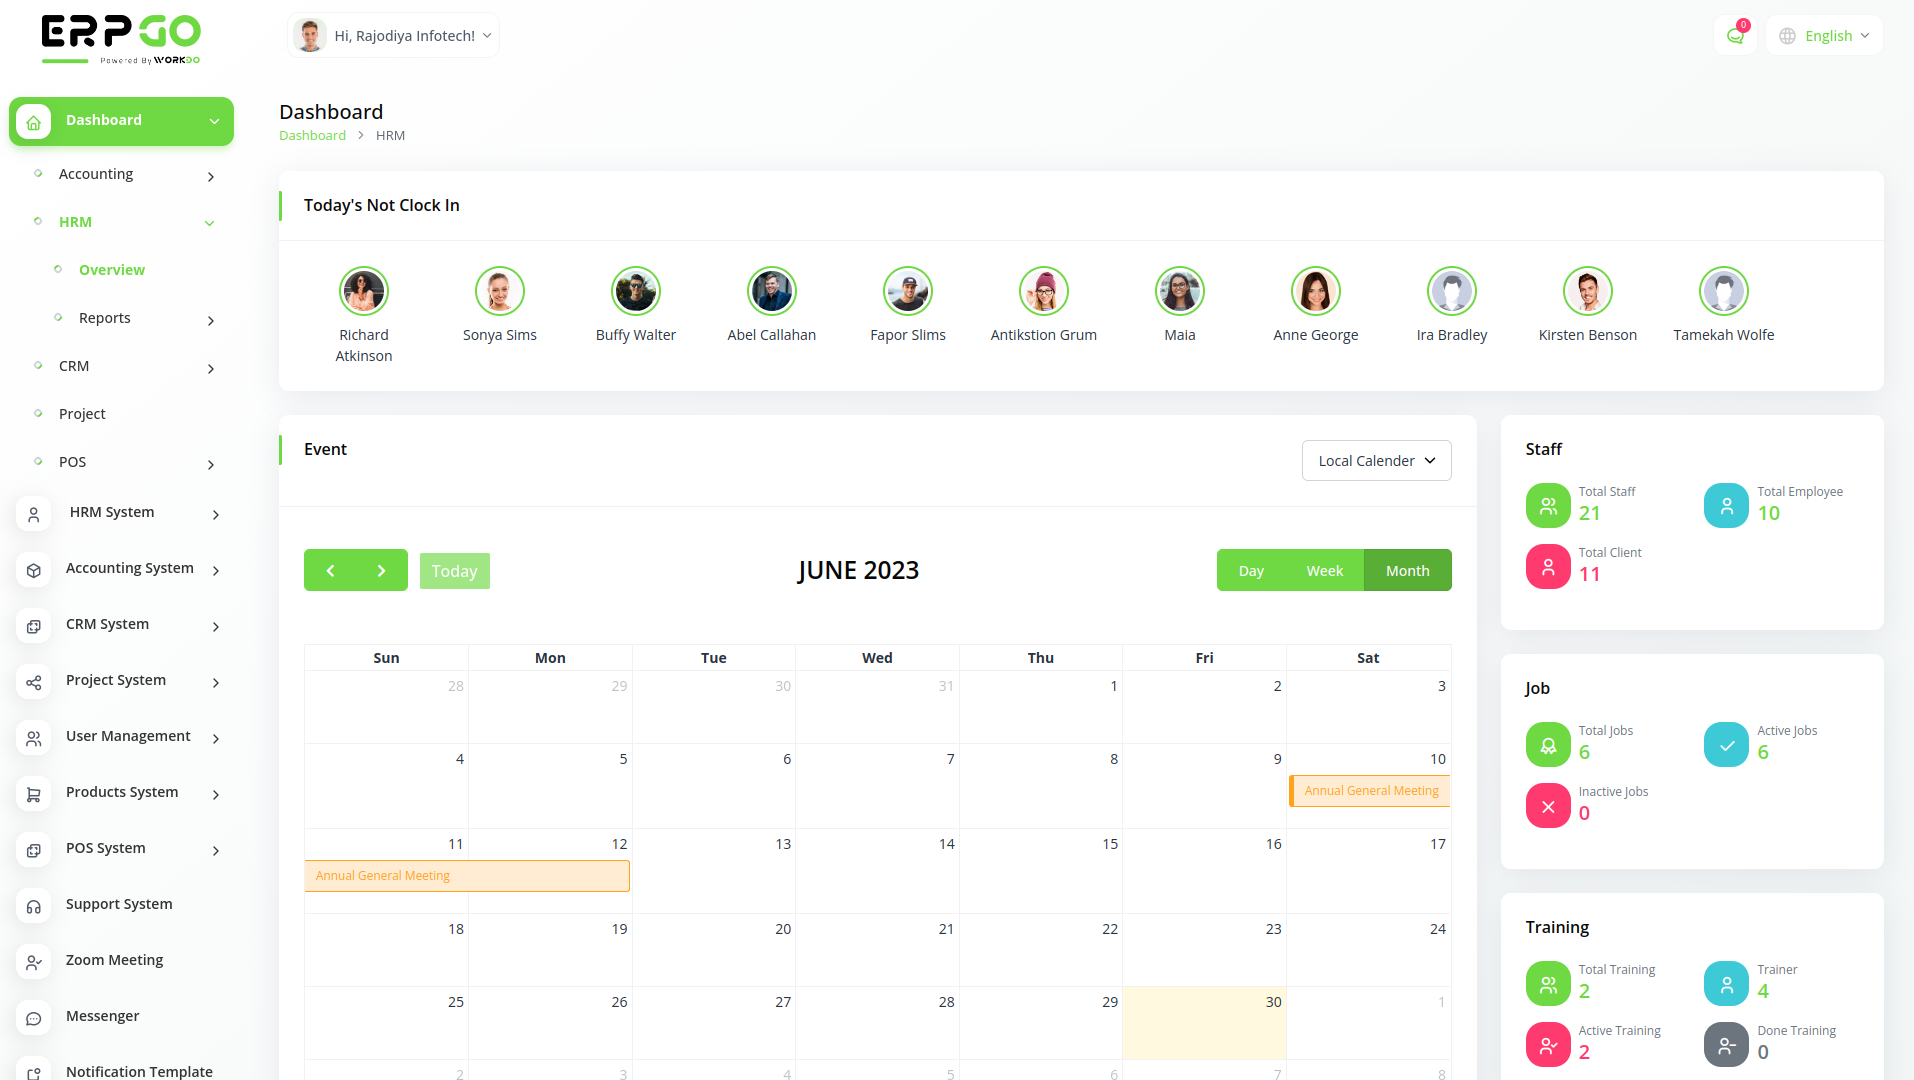 ERPGO
Powered By WORKDO
Hi, Rajodiya Infotech!
0
English
Dashboard
Accounting
HRM
Overview
Reports
CRM
Project
POS
HRM System
Accounting System
CRM System
Project System
User Management
Products System
POS System
Support System
Zoom Meeting
Messenger
Notification Template
Dashboard
Dashboard > HRM
Today's Not Clock In
Richard Atkinson
Sonya Sims
Buffy Walter
Abel Callahan
Fapor Slims
Antikstion Grum
Maia
Anne George
Ira Bradley
Kirsten Benson
Tamekah Wolfe
Event
Local Calender
Today
JUNE 2023
Day Week Month
Sun Mon Tue Wed Thu Fri Sat
28 29 30 31 1 2 3
4 5 6 7 8 9 10
Annual General Meeting
11 12 13 14 15 16 17
Annual General Meeting
18 19 20 21 22 23 24
25 26 27 28 29 30 1
2 3 4 5 6 7 8
Staff
Total Staff
21
Total Employee
10
Total Client
11
Job
Total Jobs
6
Active Jobs
6
Inactive Jobs
0
Training
Total Training
2
Trainer
4
Active Training
2
Done Training
0